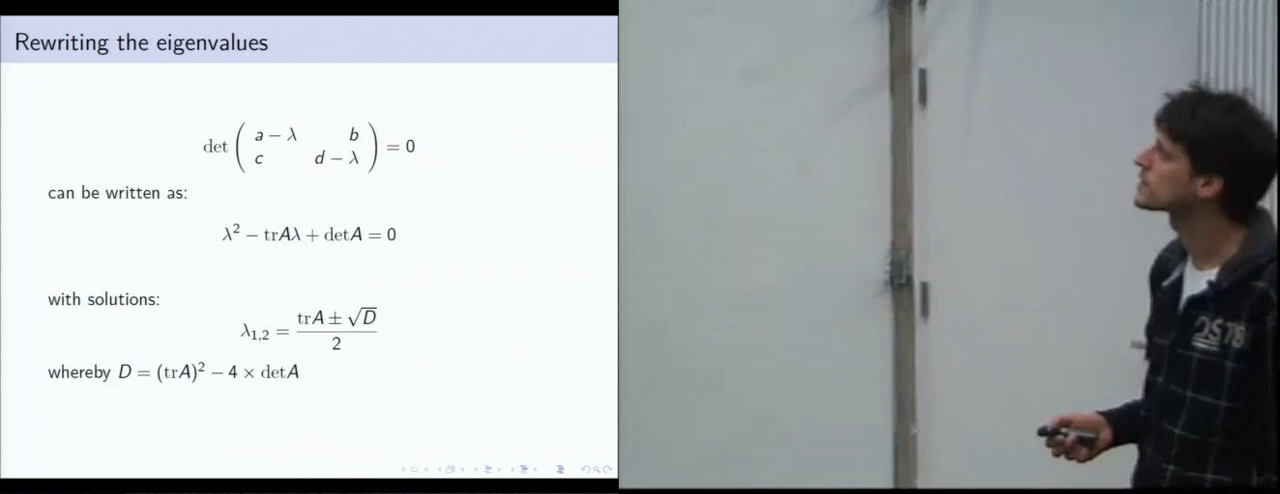 Rewriting the eigenvalues
det ( a − λ b
c d − λ ) = 0
can be written as:
λ² − trAλ + detA = 0
with solutions:
λ₁,₂ = (trA ± √D) / 2
whereby D = (trA)² − 4 × detA